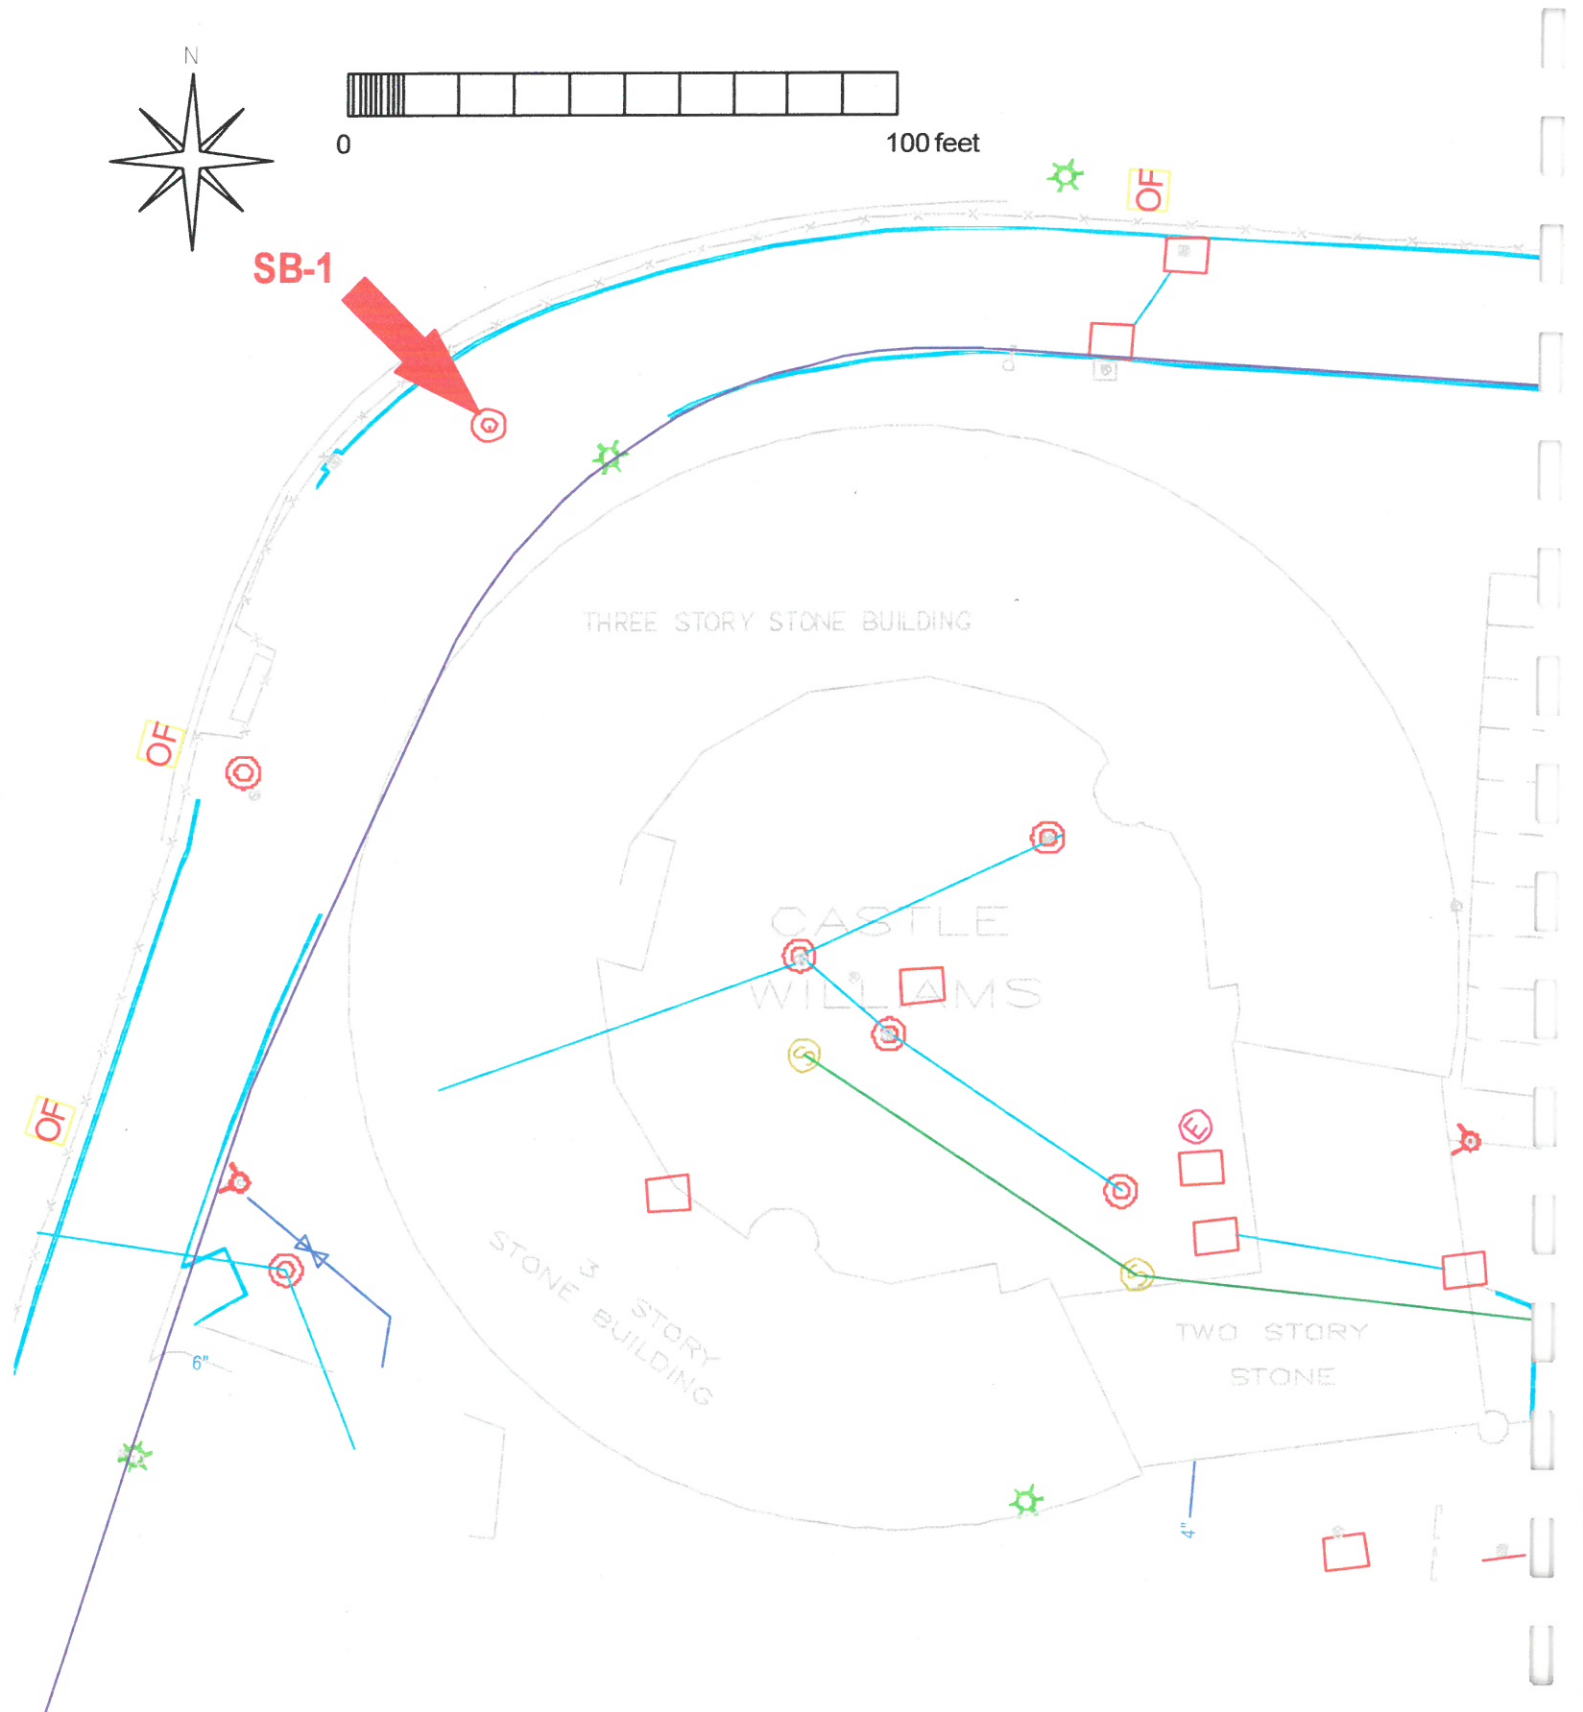 N
0 100 feet
OF
SB-1
THREE STORY STONE BUILDING
OF
CASTLE
WILLIAMS
S
OF
E
S
3 STORY
STONE BUILDING
TWO STORY
STONE
6"
4"